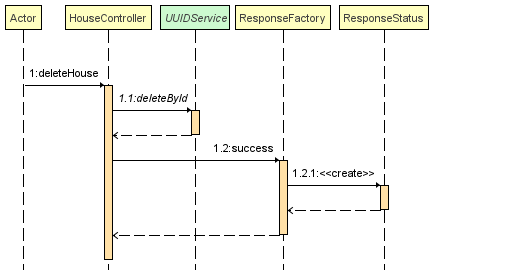 Actor
HouseController
UUIDService
ResponseFactory
ResponseStatus
1:deleteHouse
1.1:deleteById
1.2:success
1.2.1:<<create>>